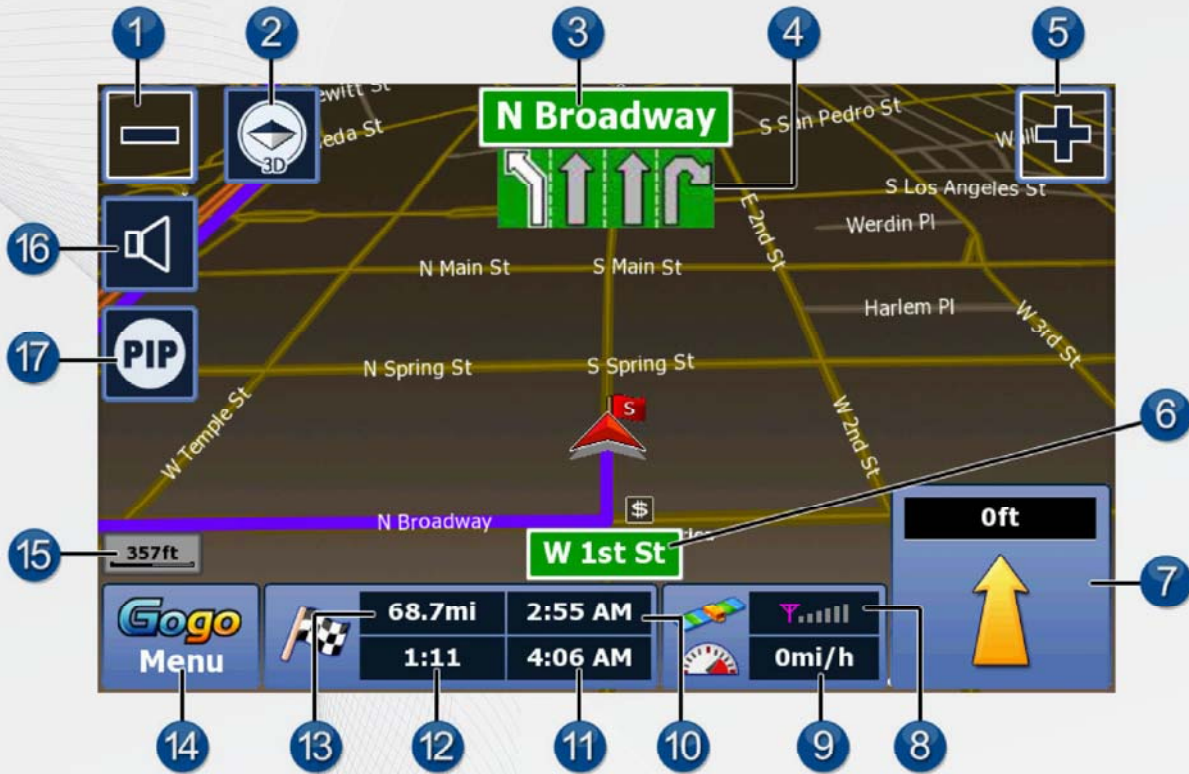 1
2
3
4
5
ewitt St
eda St
3D
N Broadway
S San Pedro St
S Los Angeles St
E 2nd St
Werdin Pl
16
N Main St
S Main St
Harlem Pl
W 3rd St
17
PIP
N Spring St
S Spring St
S
6
W Temple St
W 2nd St
$
N Broadway
0ft
15
357ft
W 1st St
7
Gogo
Menu
68.7mi
2:55 AM
1:11
4:06 AM
0mi/h
14
13
12
11
10
9
8